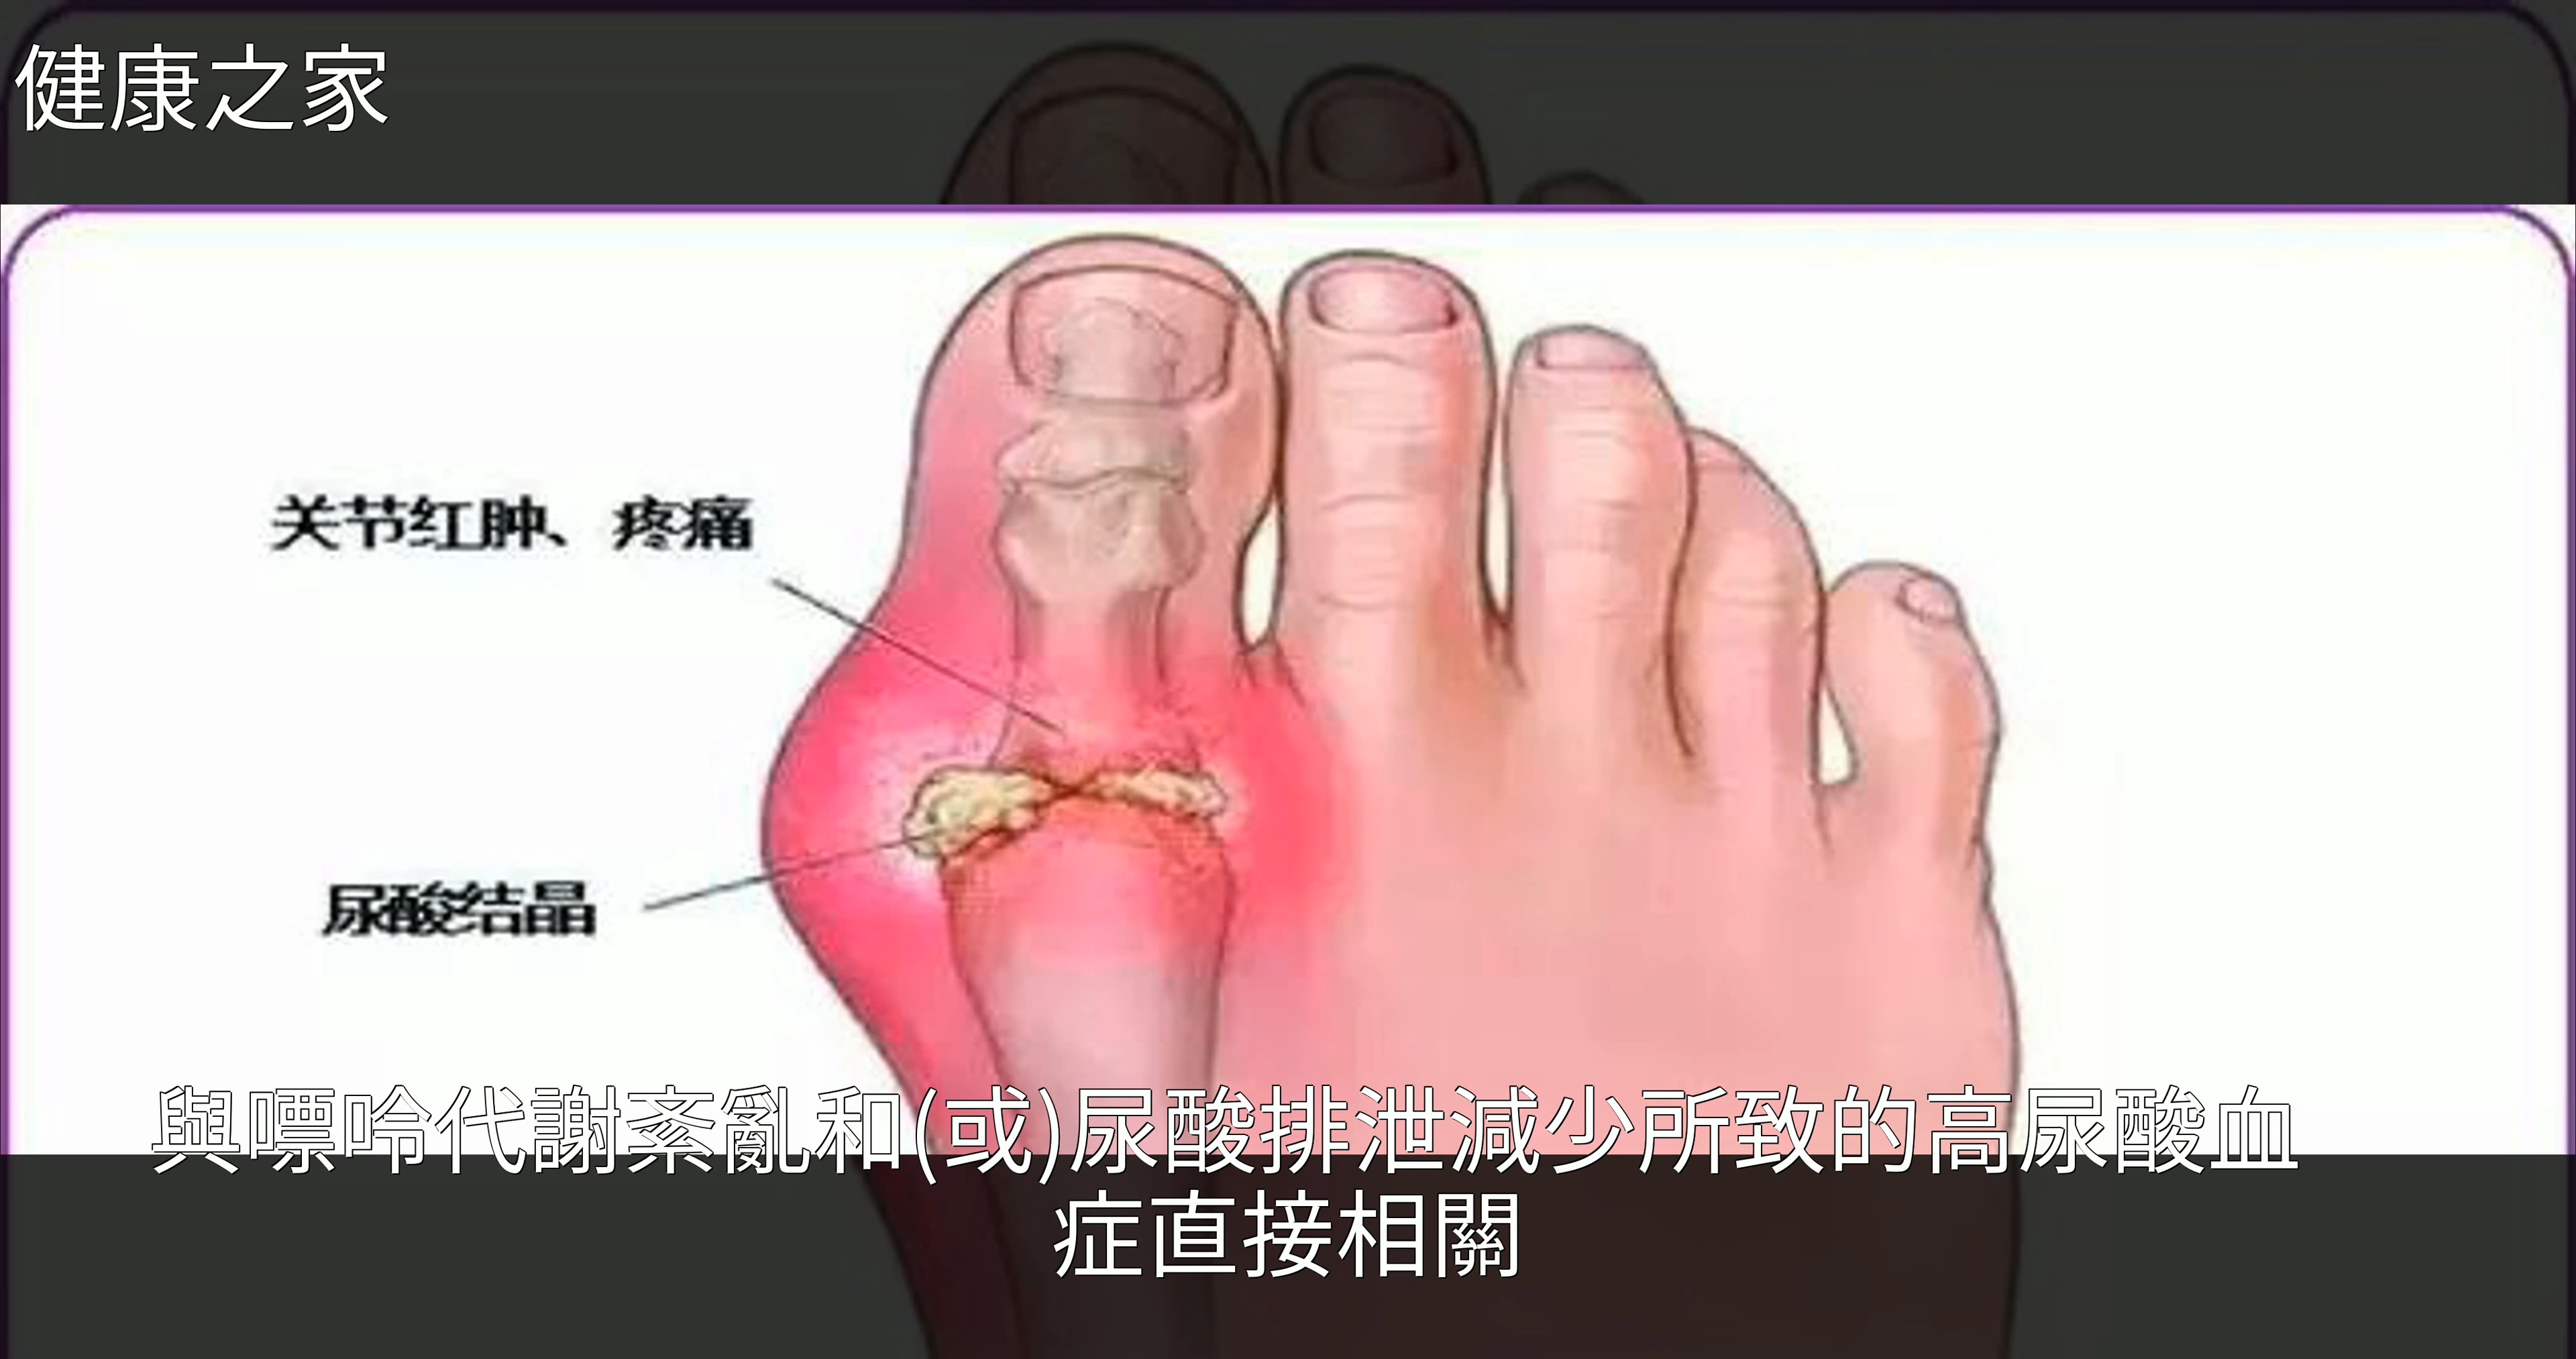 健康之家
关节红肿、疼痛
尿酸结晶
與嘌呤代謝紊亂和(或)尿酸排泄減少所致的高尿酸血
症直接相關